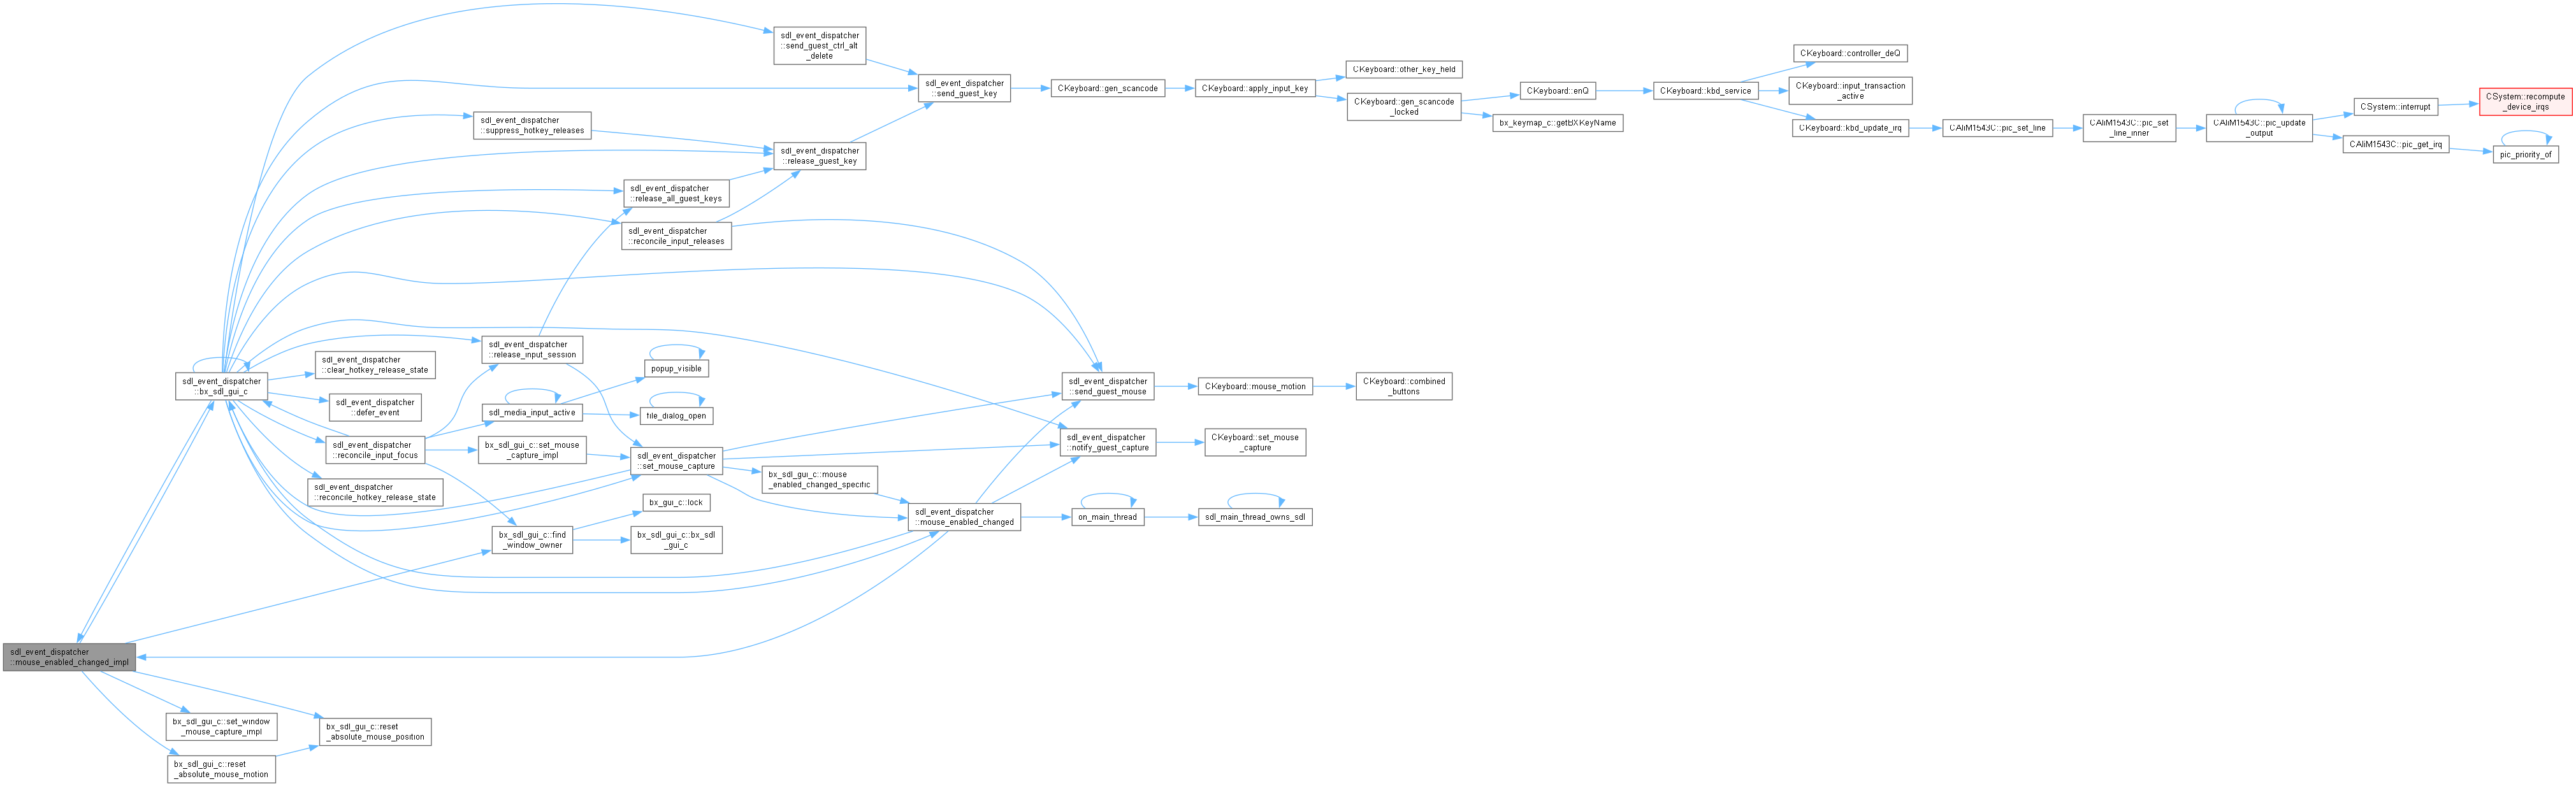 sdl_event_dispatcher
::send_guest_ctrl_alt
_delete
sdl_event_dispatcher
::send_guest_key
CKeyboard::gen_scancode
CKeyboard::apply_input_key
CKeyboard::other_key_held
CKeyboard::gen_scancode
_locked
CKeyboard::enQ
bx_keymap_c::getBXKeyName
CKeyboard::kbd_service
CKeyboard::controller_deQ
CKeyboard::input_transaction
_active
CKeyboard::kbd_update_irq
CAliM1543C::pic_set_line
CAliM1543C::pic_set
_line_inner
CAliM1543C::pic_update
_output
CSystem::interrupt
CSystem::recompute
_device_irqs
CAliM1543C::pic_get_irq
pic_priority_of
sdl_event_dispatcher
::suppress_hotkey_releases
sdl_event_dispatcher
::release_guest_key
sdl_event_dispatcher
::release_all_guest_keys
sdl_event_dispatcher
::reconcile_input_releases
sdl_event_dispatcher
::release_input_session
sdl_event_dispatcher
::bx_sdl_gui_c
sdl_event_dispatcher
::clear_hotkey_release_state
sdl_event_dispatcher
::defer_event
sdl_event_dispatcher
::reconcile_input_focus
sdl_event_dispatcher
::reconcile_hotkey_release_state
sdl_media_input_active
popup_visible
file_dialog_open
bx_sdl_gui_c::set_mouse
_capture_impl
sdl_event_dispatcher
::set_mouse_capture
bx_sdl_gui_c::mouse
_enabled_changed_specific
bx_sdl_gui_c::find
_window_owner
bx_gui_c::lock
bx_sdl_gui_c::bx_sdl
_gui_c
sdl_event_dispatcher
::mouse_enabled_changed
sdl_event_dispatcher
::send_guest_mouse
CKeyboard::mouse_motion
CKeyboard::combined
_buttons
sdl_event_dispatcher
::notify_guest_capture
CKeyboard::set_mouse
_capture
on_main_thread
sdl_main_thread_owns_sdl
sdl_event_dispatcher
::mouse_enabled_changed_impl
bx_sdl_gui_c::set_window
_mouse_capture_impl
bx_sdl_gui_c::reset
_absolute_mouse_position
bx_sdl_gui_c::reset
_absolute_mouse_motion